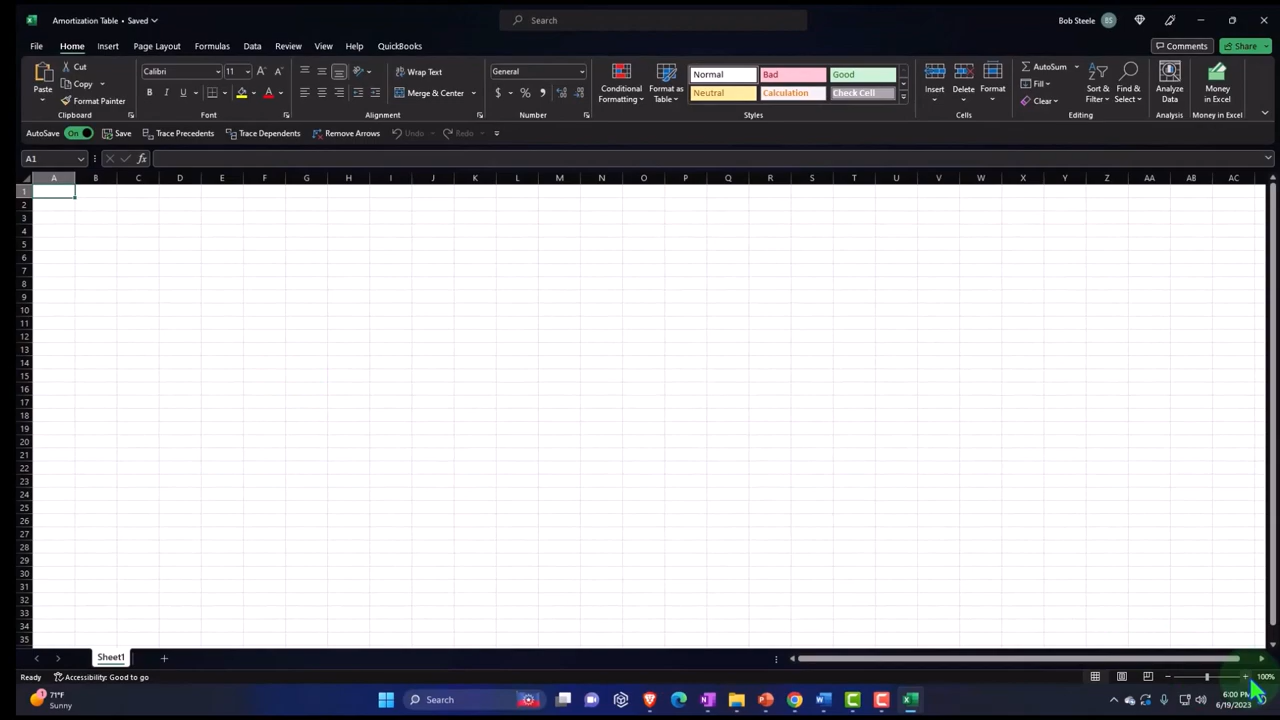 Amortization Table • Saved
Search
Bob Steele BS
File Home Insert Page Layout Formulas Data Review View Help QuickBooks
Comments Share
Paste
Cut
Copy
Format Painter
Clipboard
Calibri 11
B I U
Font
Wrap Text
Merge & Center
Alignment
General
$ % 
Number
Conditional Formatting
Format as Table
Normal Bad Good
Neutral Calculation Check Cell
Styles
Insert Delete Format
Cells
AutoSum
Fill
Clear
Sort & Filter
Find & Select
Editing
Analyze Data
Analysis
Money in Excel
Money in Excel
AutoSave On Save Trace Precedents Trace Dependents Remove Arrows Undo Redo
A1 fx
A B C D E F G H I J K L M N O P Q R S T U V W X Y Z AA AB AC
1
2
3
4
5
6
7
8
9
10
11
12
13
14
15
16
17
18
19
20
21
22
23
24
25
26
27
28
29
30
31
32
33
34
35
Sheet1
Ready Accessibility: Good to go 100%
71°F
Sunny
Search
6:00 PM
6/19/2023